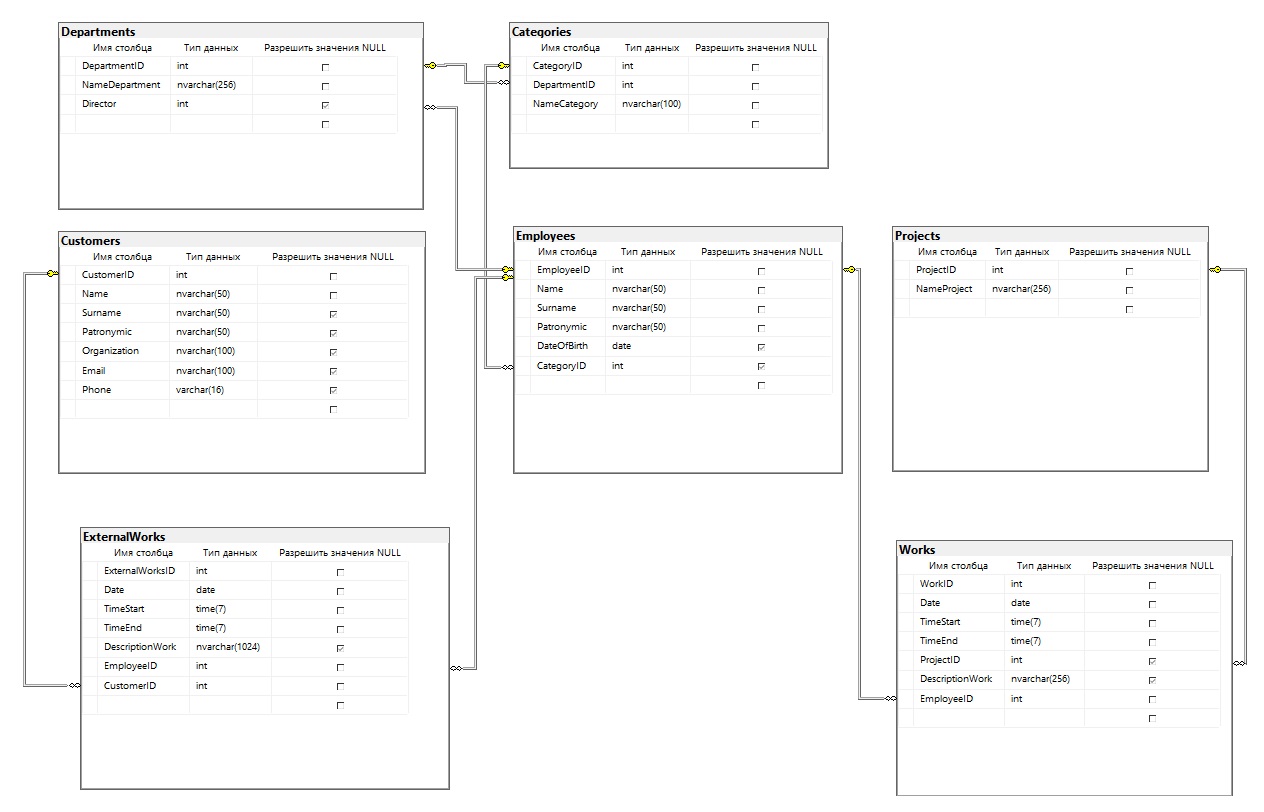 Departments
Имя столбца Тип данных Разрешить значения NULL
DepartmentID int
NameDepartment nvarchar(256)
Director int
Categories
Имя столбца Тип данных Разрешить значения NULL
CategoryID int
DepartmentID int
NameCategory nvarchar(100)
Customers
Имя столбца Тип данных Разрешить значения NULL
CustomerID int
Name nvarchar(50)
Surname nvarchar(50)
Patronymic nvarchar(50)
Organization nvarchar(100)
Email nvarchar(100)
Phone varchar(16)
Employees
Имя столбца Тип данных Разрешить значения NULL
EmployeeID int
Name nvarchar(50)
Surname nvarchar(50)
Patronymic nvarchar(50)
DateOfBirth date
CategoryID int
Projects
Имя столбца Тип данных Разрешить значения NULL
ProjectID int
NameProject nvarchar(256)
ExternalWorks
Имя столбца Тип данных Разрешить значения NULL
ExternalWorksID int
Date date
TimeStart time(7)
TimeEnd time(7)
DescriptionWork nvarchar(1024)
EmployeeID int
CustomerID int
Works
Имя столбца Тип данных Разрешить значения NULL
WorkID int
Date date
TimeStart time(7)
TimeEnd time(7)
ProjectID int
DescriptionWork nvarchar(256)
EmployeeID int